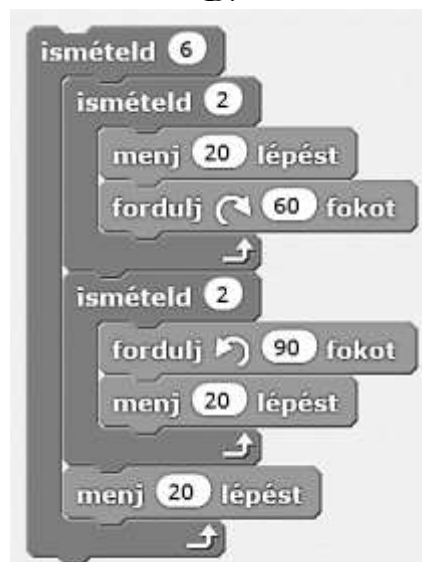 ismételd 6
ismételd 2
menj 20 lépést
fordulj 60 fokot
ismételd 2
fordulj 90 fokot
menj 20 lépést
menj 20 lépést